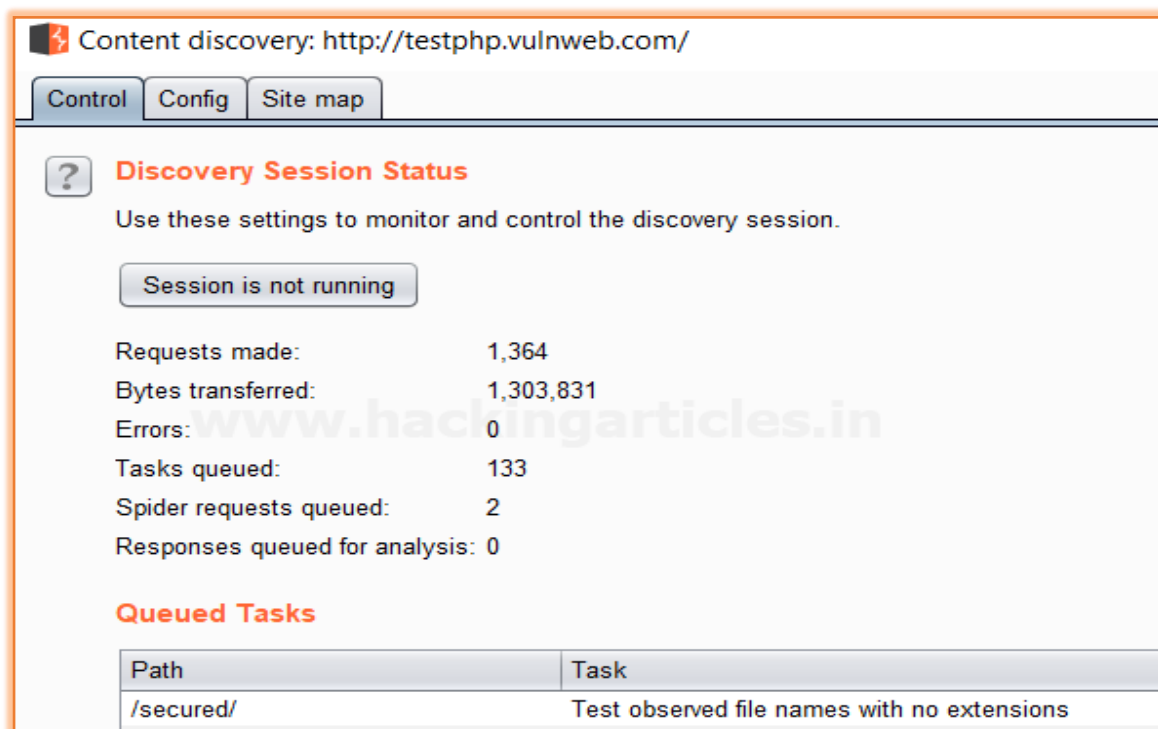 Content discovery: http://testphp.vulnweb.com/
Control Config Site map
? Discovery Session Status
Use these settings to monitor and control the discovery session.
Session is not running
Requests made: 1,364
Bytes transferred: 1,303,831
www.hackingarticles.in
Errors: 0
Tasks queued: 133
Spider requests queued: 2
Responses queued for analysis: 0
Queued Tasks
Path Task
/secured/ Test observed file names with no extensions